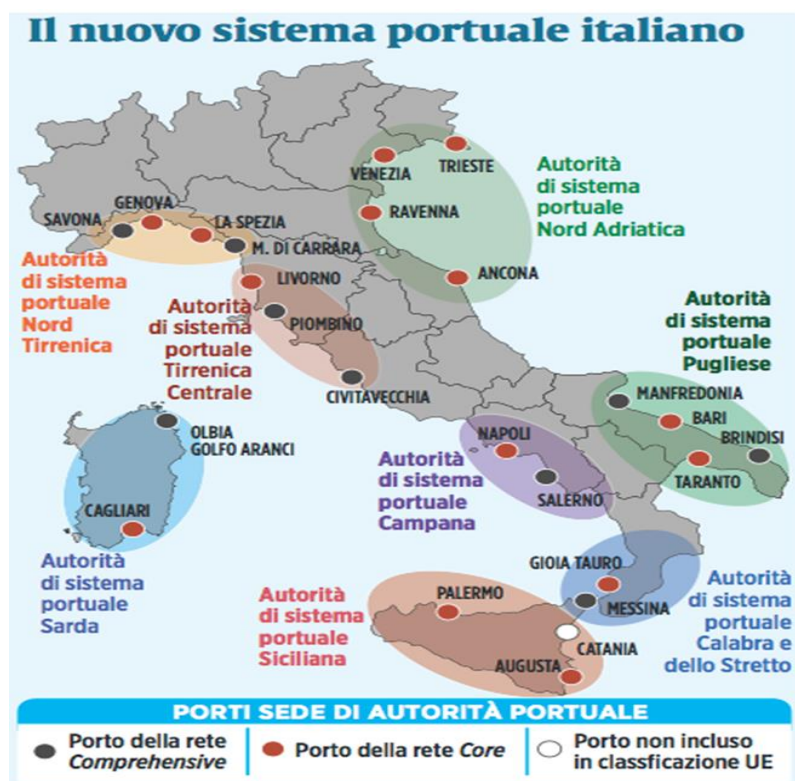 Il nuovo sistema portuale italiano
VENEZIA
TRIESTE
Autorità
di sistema
portuale
Nord Adriatica
RAVENNA
ANCONA
SAVONA
GENOVA
LA SPEZIA
M. DI CARRARA
Autorità
di sistema
portuale
Nord
Tirrenica
LIVORNO
PIOMBINO
CIVITAVECCHIA
Autorità
di sistema
portuale
Tirrenica
Centrale
Autorità
di sistema
portuale
Pugliese
MANFREDONIA
BARI
BRINDISI
TARANTO
OLBIA
GOLFO ARANCI
CAGLIARI
Autorità
di sistema
portuale
Sarda
NAPOLI
SALERNO
Autorità
di sistema
portuale
Campana
GIOIA TAURO
MESSINA
Autorità
di sistema
portuale
Calabra e
dello Stretto
Autorità
di sistema
portuale
Siciliana
PALERMO
CATANIA
AUGUSTA
PORTI SEDE DI AUTORITÀ PORTUALE
Porto della rete
Comprehensive
Porto della rete Core
Porto non incluso
in classficazione UE